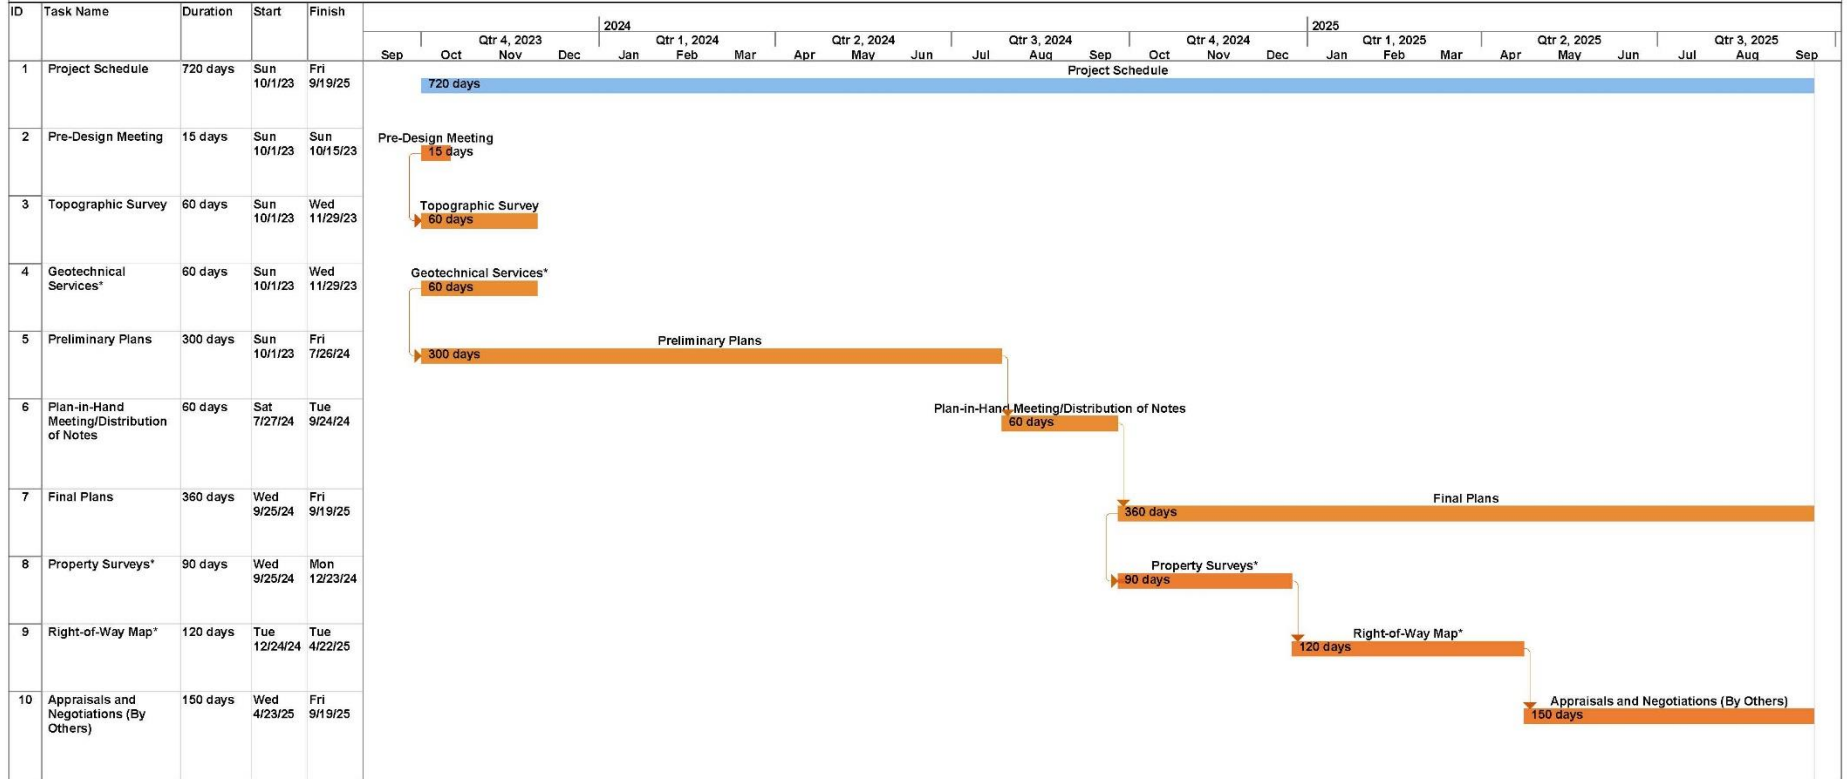 ID Task Name Duration Start Finish
2024 2025
Qtr 4, 2023 Qtr 1, 2024 Qtr 2, 2024 Qtr 3, 2024 Qtr 4, 2024 Qtr 1, 2025 Qtr 2, 2025 Qtr 3, 2025
Sep Oct Nov Dec Jan Feb Mar Apr May Jun Jul Aug Sep Oct Nov Dec Jan Feb Mar Apr May Jun Jul Aug Sep
1 Project Schedule 720 days Sun Fri
10/1/23 9/19/25
Project Schedule
720 days
2 Pre-Design Meeting 15 days Sun Sun
10/1/23 10/15/23
Pre-Design Meeting
15 days
3 Topographic Survey 60 days Sun Wed
10/1/23 11/29/23
Topographic Survey
60 days
4 Geotechnical 60 days Sun Wed
Services* 10/1/23 11/29/23
Geotechnical Services*
60 days
5 Preliminary Plans 300 days Sun Fri
10/1/23 7/26/24
Preliminary Plans
300 days
6 Plan-in-Hand 60 days Sat Tue
Meeting/Distribution 7/27/24 9/24/24
of Notes
Plan-in-Hand Meeting/Distribution of Notes
60 days
7 Final Plans 360 days Wed Fri
9/25/24 9/19/25
Final Plans
360 days
8 Property Surveys* 90 days Wed Mon
9/25/24 12/23/24
Property Surveys*
90 days
9 Right-of-Way Map* 120 days Tue Tue
12/24/24 4/22/25
Right-of-Way Map*
120 days
10 Appraisals and 150 days Wed Fri
Negotiations (By 4/23/25 9/19/25
Others)
Appraisals and Negotiations (By Others)
150 days